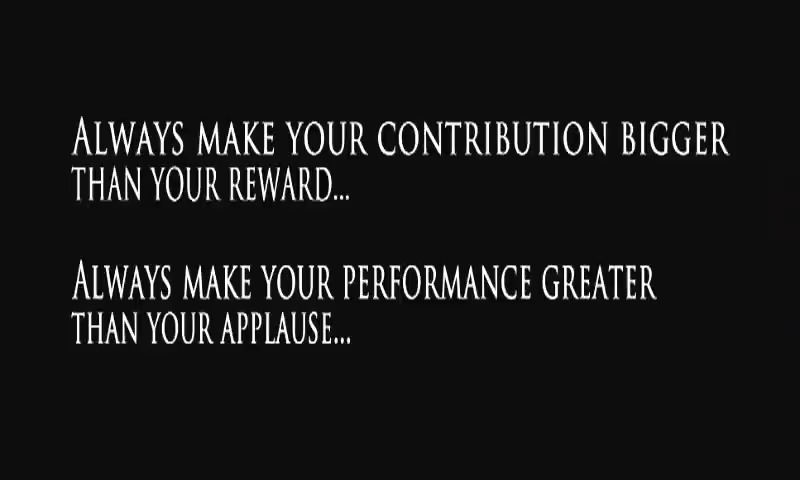 Always make your contribution bigger
than your reward...
Always make your performance greater
than your applause...